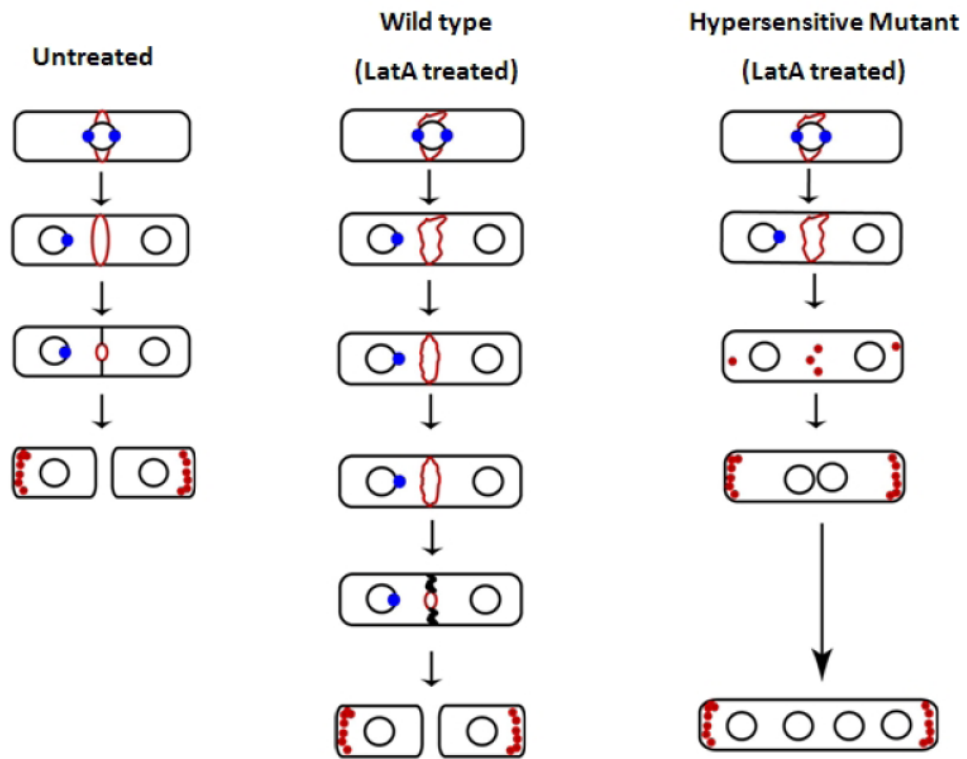 Untreated
Wild type
(LatA treated)
Hypersensitive Mutant
(LatA treated)